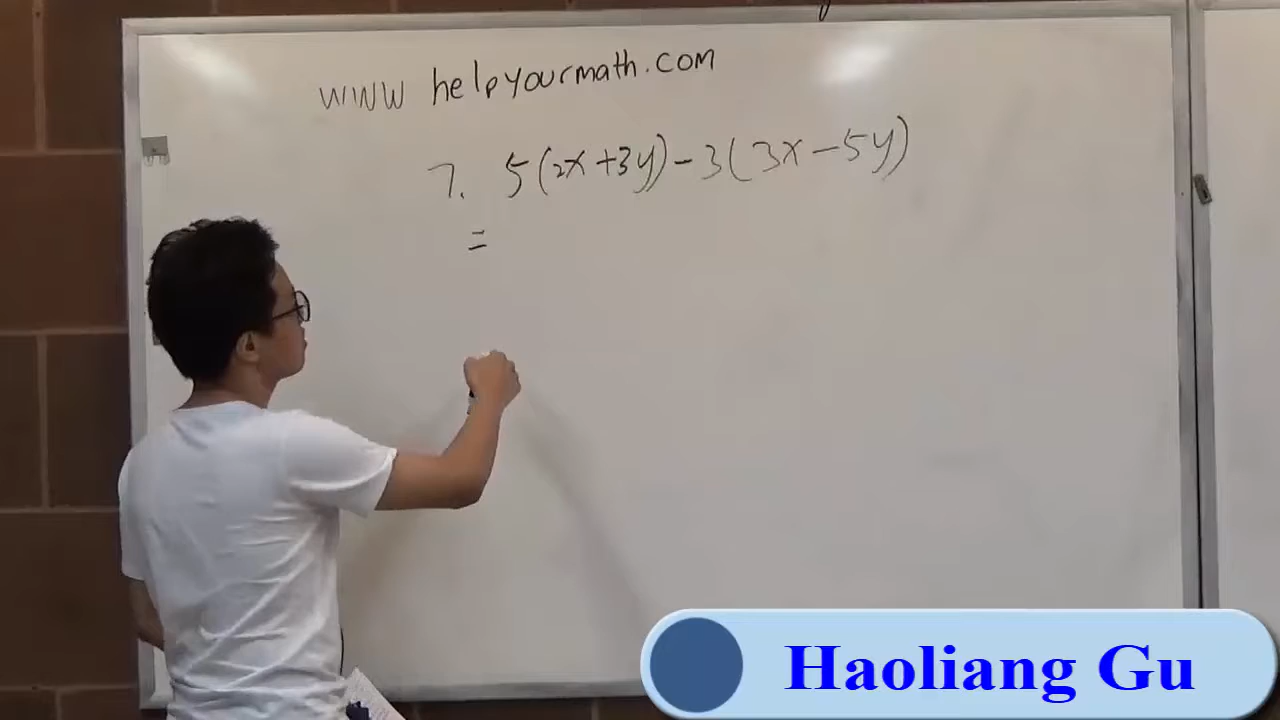 www helpyourmath.com
7. 5(2x+3y)-3(3x-5y)
=
Haoliang Gu